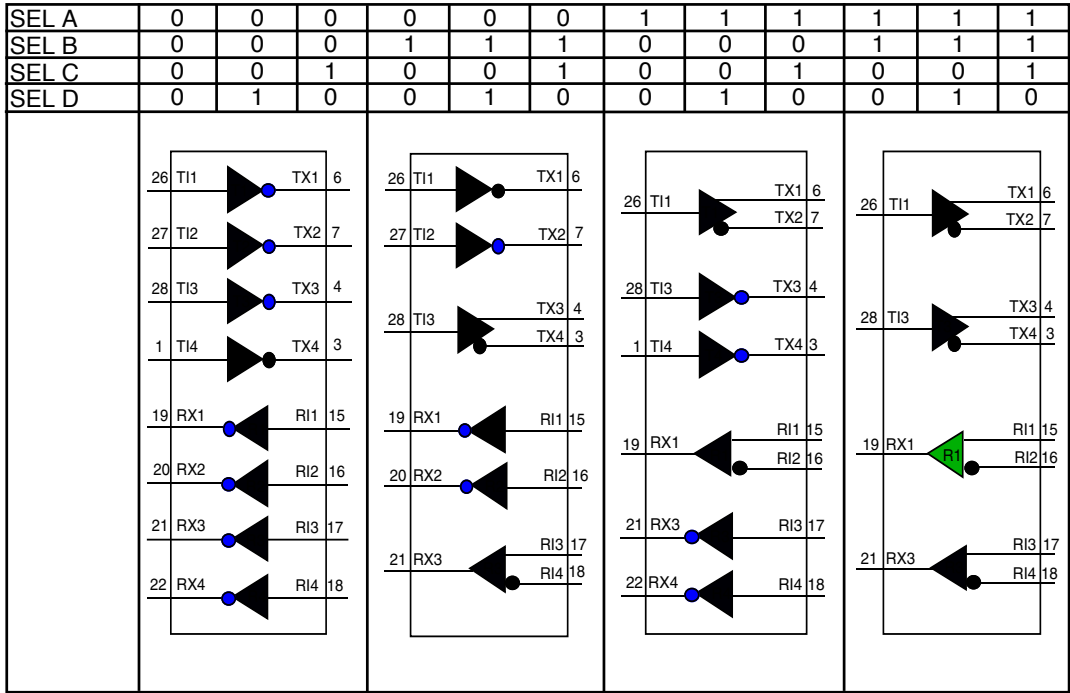 SEL A 0 0 0 0 0 0 1 1 1 1 1 1
SEL B 0 0 0 1 1 1 0 0 0 1 1 1
SEL C 0 0 1 0 0 1 0 0 1 0 0 1
SEL D 0 1 0 0 1 0 0 1 0 0 1 0
26 TI1 TX1 6
27 TI2 TX2 7
28 TI3 TX3 4
1 TI4 TX4 3
19 RX1 RI1 15
20 RX2 RI2 16
21 RX3 RI3 17
22 RX4 RI4 18
26 TI1 TX1 6
27 TI2 TX2 7
TX3 4
28 TI3
TX4 3
19 RX1 RI1 15
20 RX2 RI2 16
RI3 17
21 RX3
RI4 18
TX1 6
26 TI1
TX2 7
28 TI3 TX3 4
1 TI4 TX4 3
RI1 15
19 RX1
RI2 16
21 RX3 RI3 17
22 RX4 RI4 18
TX1 6
26 TI1
TX2 7
TX3 4
28 TI3
TX4 3
RI1 15
19 RX1 R1
RI2 16
RI3 17
21 RX3
RI4 18